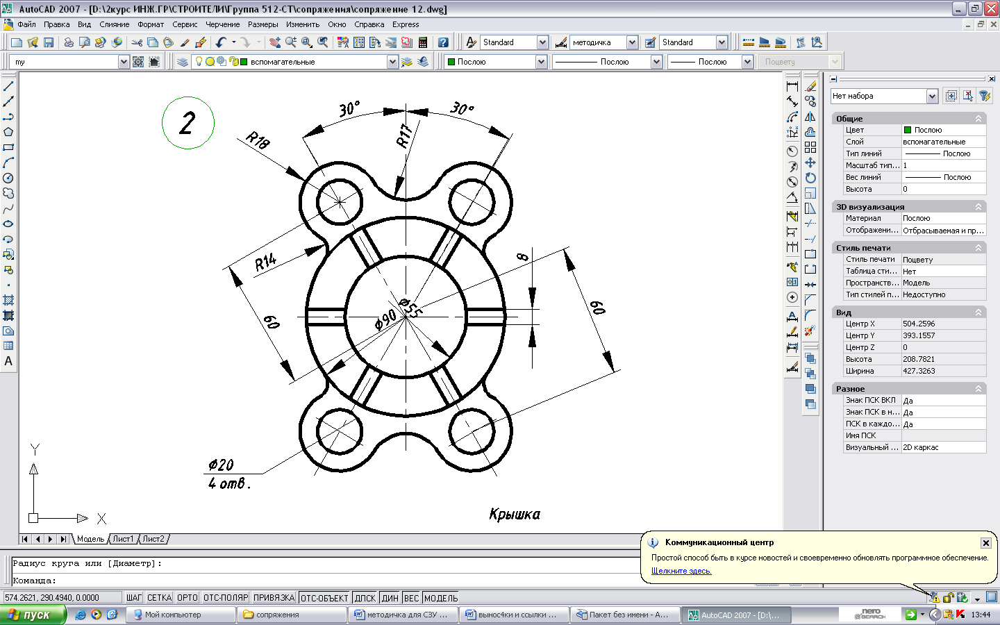 AutoCAD 2007 - [D:\2курс ИНЖ.ГР\СТРОИТЕЛИ\Группа 512-СТ\сопряжения\сопряжение 12.dwg]
Файл Правка Вид Слияние Формат Сервис Черчение Размеры Изменить Окно Справка Express
Standard методичка Standard
my вспомагательные Послою Послою Послою Поцвету
2
30°
30°
R18
R17
R14
60
8
60
ф55
ф90
ф20
4 отв.
Крышка
Y
X
Нет набора
Общие
Цвет Послою
Слой вспомагательные
Тип линий Послою
Масштаб тип... 1
Вес линий Послою
Высота 0
3D визуализация
Материал Послою
Отображени... Отбрасываемая и пр...
Стиль печати
Стиль печати Поцвету
Таблица сти... Нет
Пространств... Модель
Тип стилей п... Недоступно
Вид
Центр X 504.2596
Центр Y 393.1557
Центр Z 0
Высота 208.7821
Ширина 427.3263
Разное
Знак ПСК ВКЛ Да
Знак ПСК в н... Да
ПСК в каждо... Да
Имя ПСК
Визуальный ... 2D каркас
Модель Лист1 Лист2
Коммуникационный центр
Простой способ быть в курсе новостей и своевременно обновлять программное обеспечение.
Щелкните здесь.
Радиус круга или [Диаметр]:
Команда:
574.2621, 290.4940, 0.0000 ШАГ СЕТКА ОРТО ОТС-ПОЛЯР ПРИВЯЗКА ОТС-ОБЪЕКТ ДПСК ДИН ВЕС МОДЕЛЬ
пуск Мой компьютер сопряжения методичка для СЗУ ... вынос4ки и ссылки ... Пакет без имени - A... AutoCAD 2007 - [D:\... nero SEARCH 13:44